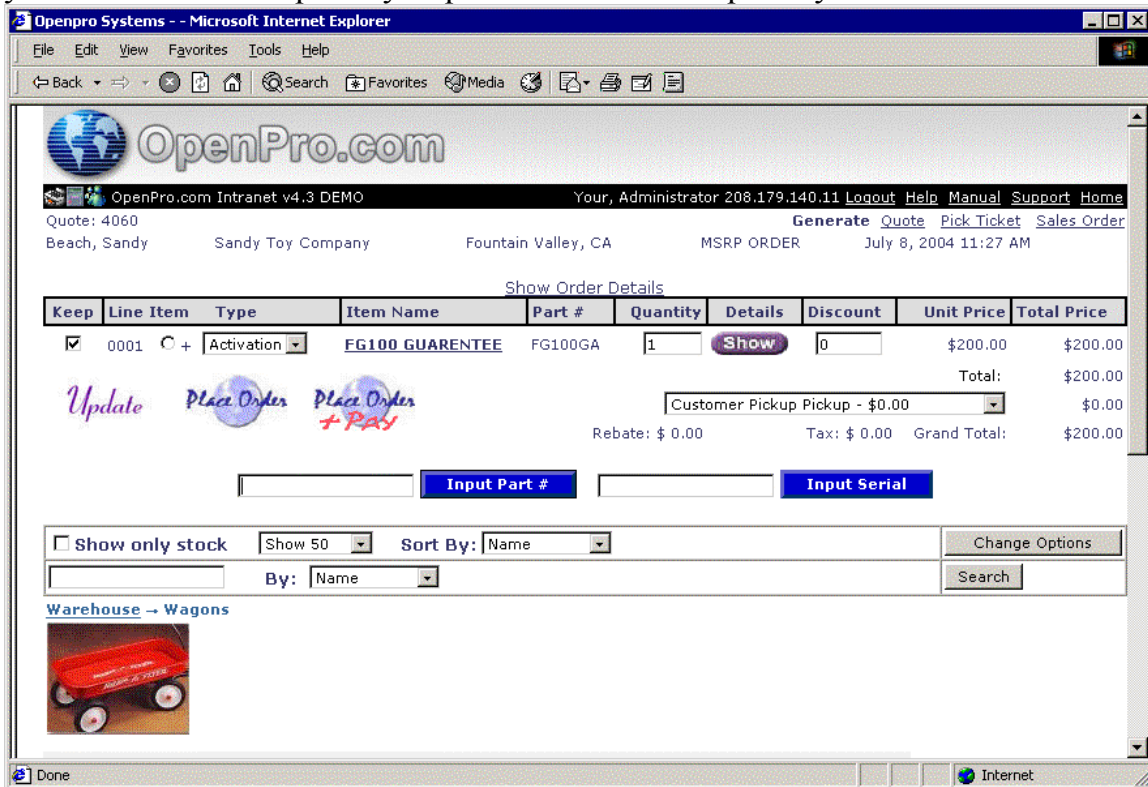 Openpro Systems - - Microsoft Internet Explorer
File Edit View Favorites Tools Help
Back Search Favorites Media
OpenPro.com
OpenPro.com Intranet v4.3 DEMO Your, Administrator 208.179.140.11 Logout Help Manual Support Home
Quote: 4060 Generate Quote Pick Ticket Sales Order
Beach, Sandy Sandy Toy Company Fountain Valley, CA MSRP ORDER July 8, 2004 11:27 AM
Show Order Details
Keep Line Item Type Item Name Part # Quantity Details Discount Unit Price Total Price
0001 + Activation FG100 GUARENTEE FG100GA 1 Show 0 $200.00 $200.00
Total: $200.00
Update Place Order Place Order + Pay Customer Pickup Pickup - $0.00 $0.00
Rebate: $ 0.00 Tax: $ 0.00 Grand Total: $200.00
Input Part # Input Serial
Show only stock Show 50 Sort By: Name Change Options
By: Name Search
Warehouse → Wagons
Done Internet